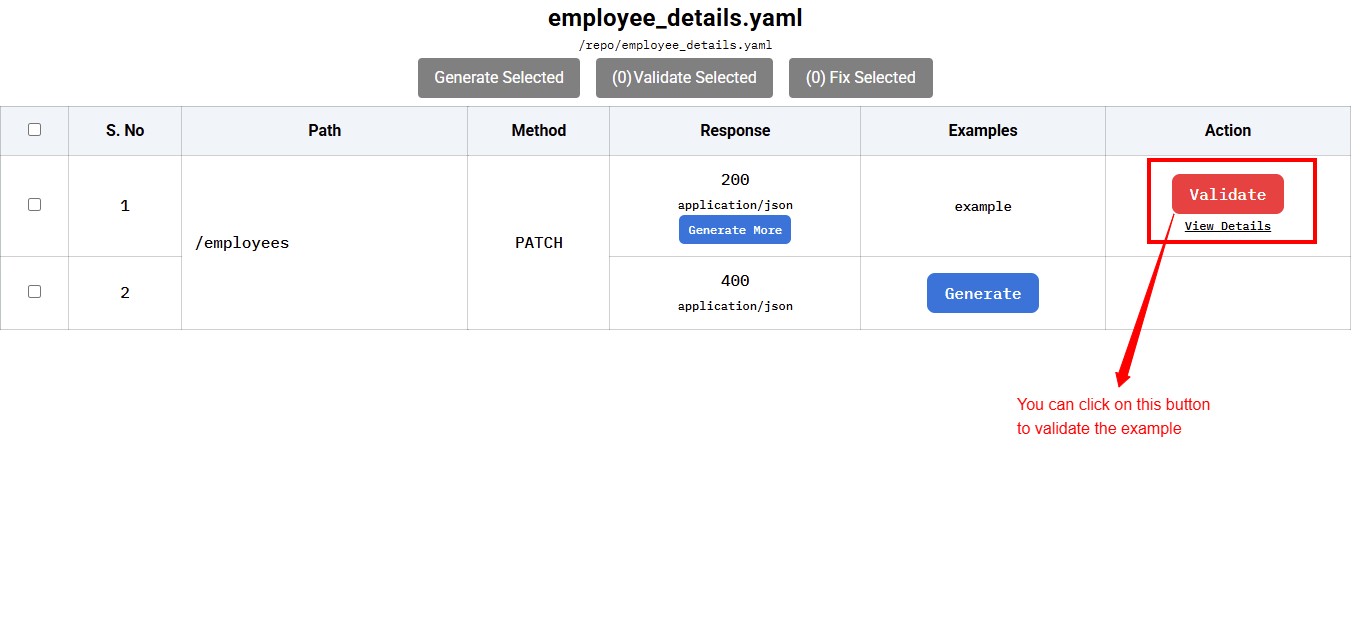 employee_details.yaml
/repo/employee_details.yaml
Generate Selected (0)Validate Selected (0) Fix Selected
S. No Path Method Response Examples Action
200
1 application/json example Validate
Generate More View Details
/employees PATCH
400
2 application/json Generate
You can click on this button
to validate the example